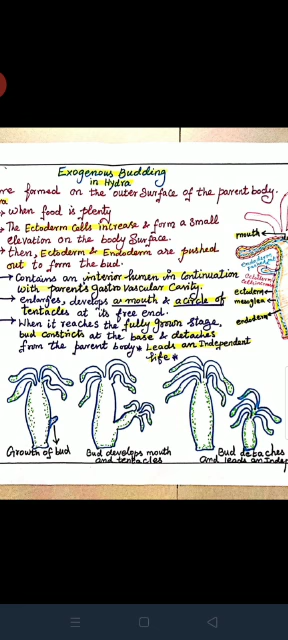 Exogenous Budding
in Hydra
re formed on the outer surface of the parent body.
ra
→ when food is plenty
→ The Ectoderm cells increase & form a small
elevation on the body surface.
→ Then, Ectoderm & Endoderm are pushed
out to form the bud.
→ Contains an interior lumen in continuation
with parent's gastro vascular cavity.
→ enlarges, develops a mouth & a circle of
tentacles at its free end.
→ When it reaches the fully grown stage,
bud constrict at the base & detaches
from the parent body * Leads an Independent
life *
mouth
ectoderm
mesoglea
endoderm
Growth of bud
Bud develops mouth
and tentacles
Bud detaches
and leads an Indep